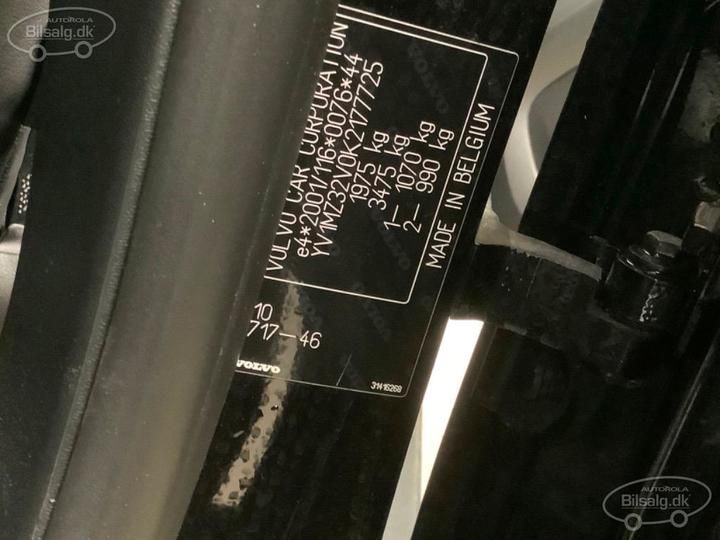 VOLVO CAR CORPORATION
e4*2001/116*0076*44
YV1MZ32V0K2177725
1975 kg
3475 kg
1— 1070 kg
2— 990 kg
MADE IN BELGIUM
10
717—46
VOLVO
31416268
AUTOROLA
Bilsalg.dk
AUTOROLA
Bilsalg.dk